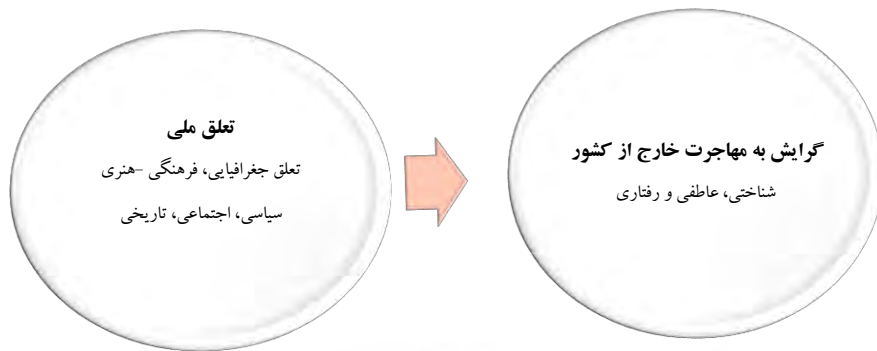 تعلق ملی
تعلق جغرافیایی، فرهنگی -هنری
سیاسی، اجتماعی، تاریخی
گرایش به مهاجرت خارج از کشور
شناختی، عاطفی و رفتاری